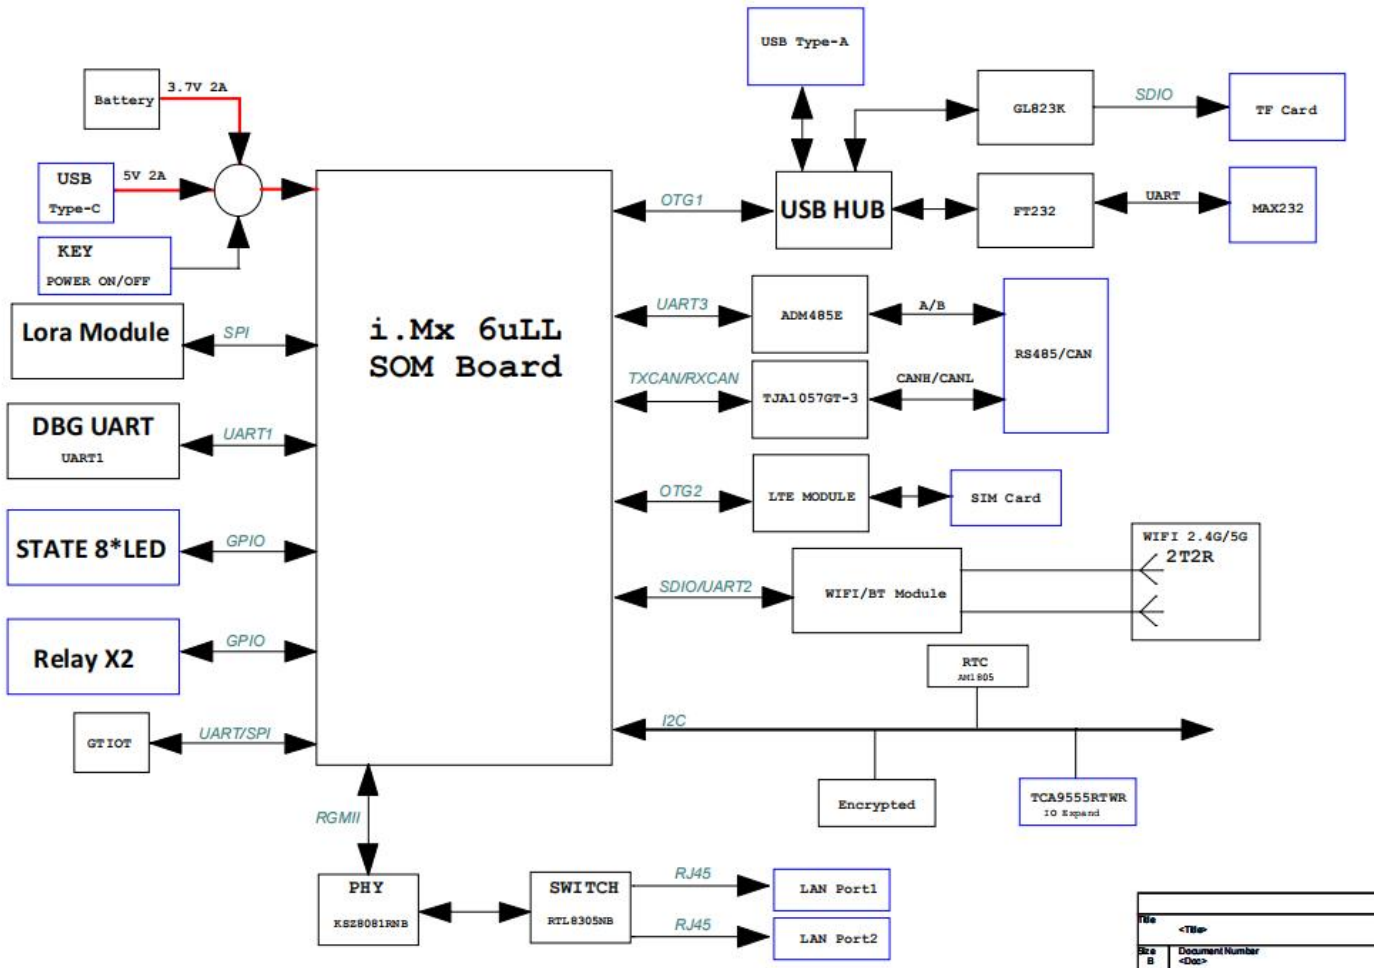 USB Type-A
Battery
3.7V 2A
GL823K
SDIO
TF Card
USB
Type-C
5V 2A
OTG1
USB HUB
FT232
UART
MAX232
KEY
POWER ON/OFF
Lora Module
SPI
i.Mx 6uLL
SOM Board
UART3
ADM485E
A/B
RS485/CAN
TXCAN/RXCAN
TJA1057GT-3
CANH/CANL
DBG UART
UART1
UART1
OTG2
LTE MODULE
SIM Card
STATE 8*LED
GPIO
WIFI 2.4G/5G
2T2R
SDIO/UART2
WIFI/BT Module
Relay X2
GPIO
RTC
AM1805
I2C
GTIOT
UART/SPI
Encrypted
TCA9555RTWR
IO Expand
RGMII
PHY
KSZ8081RNB
SWITCH
RTL8305NB
RJ45
LAN Port1
RJ45
LAN Port2
Title
<Title>
Size
B
Document Number
<Doc>